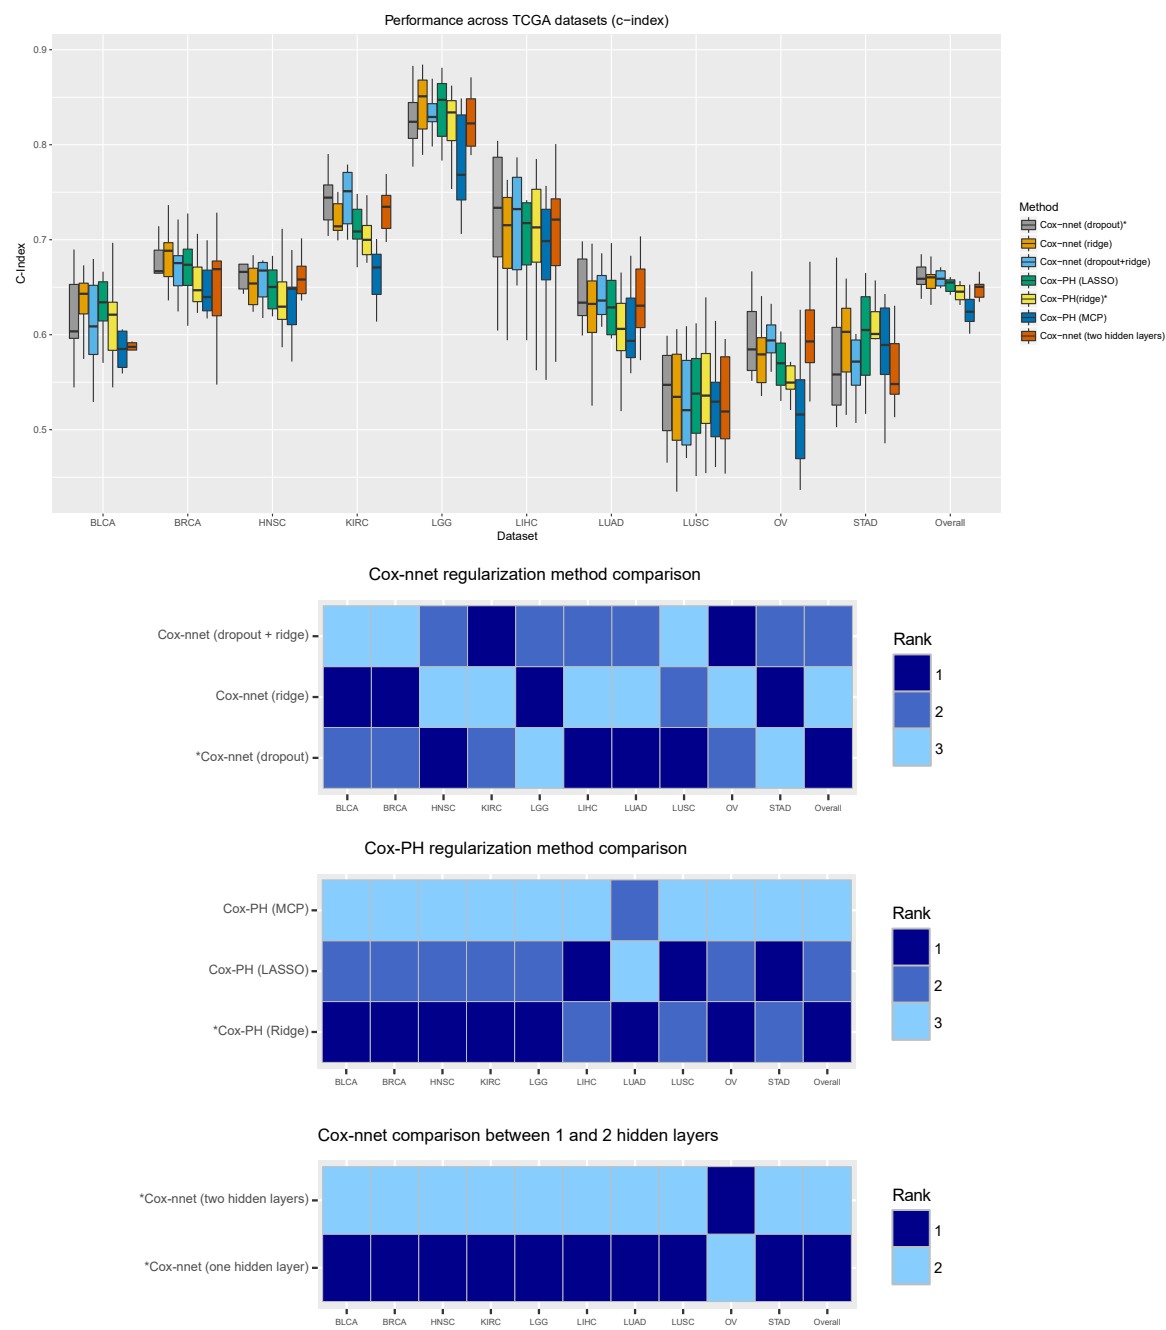 Performance across TCGA datasets (c−index)
C-Index
0.9
0.8
0.7
0.6
0.5
BLCA BRCA HNSC KIRC LGG LIHC LUAD LUSC OV STAD Overall
Dataset
Method
Cox−nnet (dropout)*
Cox−nnet (ridge)
Cox−nnet (dropout+ridge)
Cox−PH (LASSO)
Cox−PH(ridge)*
Cox−PH (MCP)
Cox−nnet (two hidden layers)
Cox-nnet regularization method comparison
Cox-nnet (dropout + ridge)
Cox-nnet (ridge)
*Cox-nnet (dropout)
BLCA BRCA HNSC KIRC LGG LIHC LUAD LUSC OV STAD Overall
Rank
1
2
3
Cox-PH regularization method comparison
Cox-PH (MCP)
Cox-PH (LASSO)
*Cox-PH (Ridge)
BLCA BRCA HNSC KIRC LGG LIHC LUAD LUSC OV STAD Overall
Rank
1
2
3
Cox-nnet comparison between 1 and 2 hidden layers
*Cox-nnet (two hidden layers)
*Cox-nnet (one hidden layer)
BLCA BRCA HNSC KIRC LGG LIHC LUAD LUSC OV STAD Overall
Rank
1
2